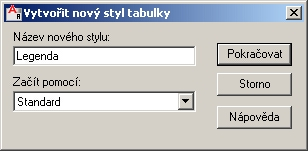 Vytvořit nový styl tabulky
Název nového stylu:
Legenda
Pokračovat
Začít pomocí:
Storno
Standard
Nápověda